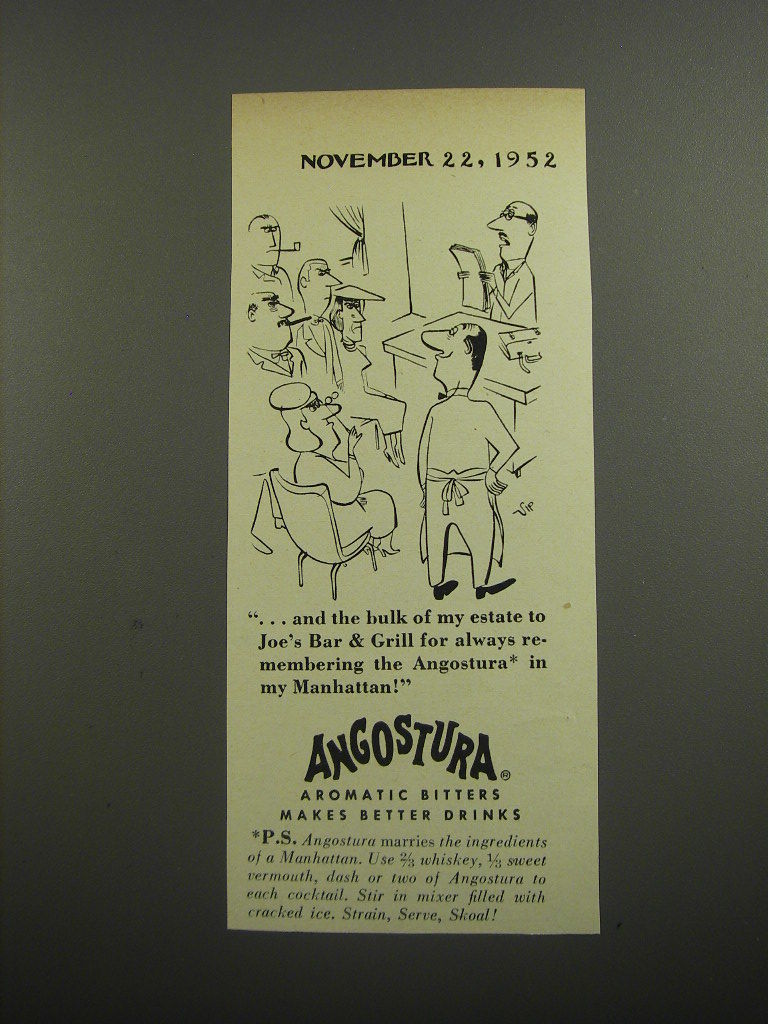 NOVEMBER 22, 1952
ViP
“. . . and the bulk of my estate to
Joe’s Bar & Grill for always re-
membering the Angostura* in
my Manhattan!”
ANGOSTURA®
AROMATIC BITTERS
MAKES BETTER DRINKS
*P.S. Angostura marries the ingredients
of a Manhattan. Use ⅔ whiskey, ⅓ sweet
vermouth, dash or two of Angostura to
each cocktail. Stir in mixer filled with
cracked ice. Strain, Serve, Skoal!